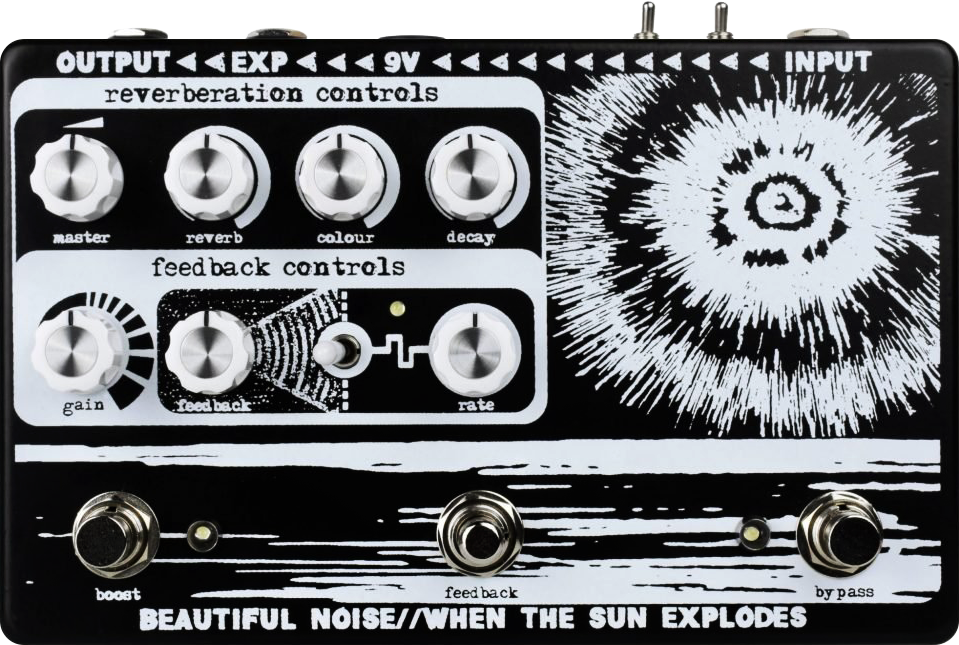 OUTPUT EXP 9V INPUT
reverberation controls
master reverb colour decay
feedback controls
gain feedback rate
boost feedback bypass
BEAUTIFUL NOISE//WHEN THE SUN EXPLODES